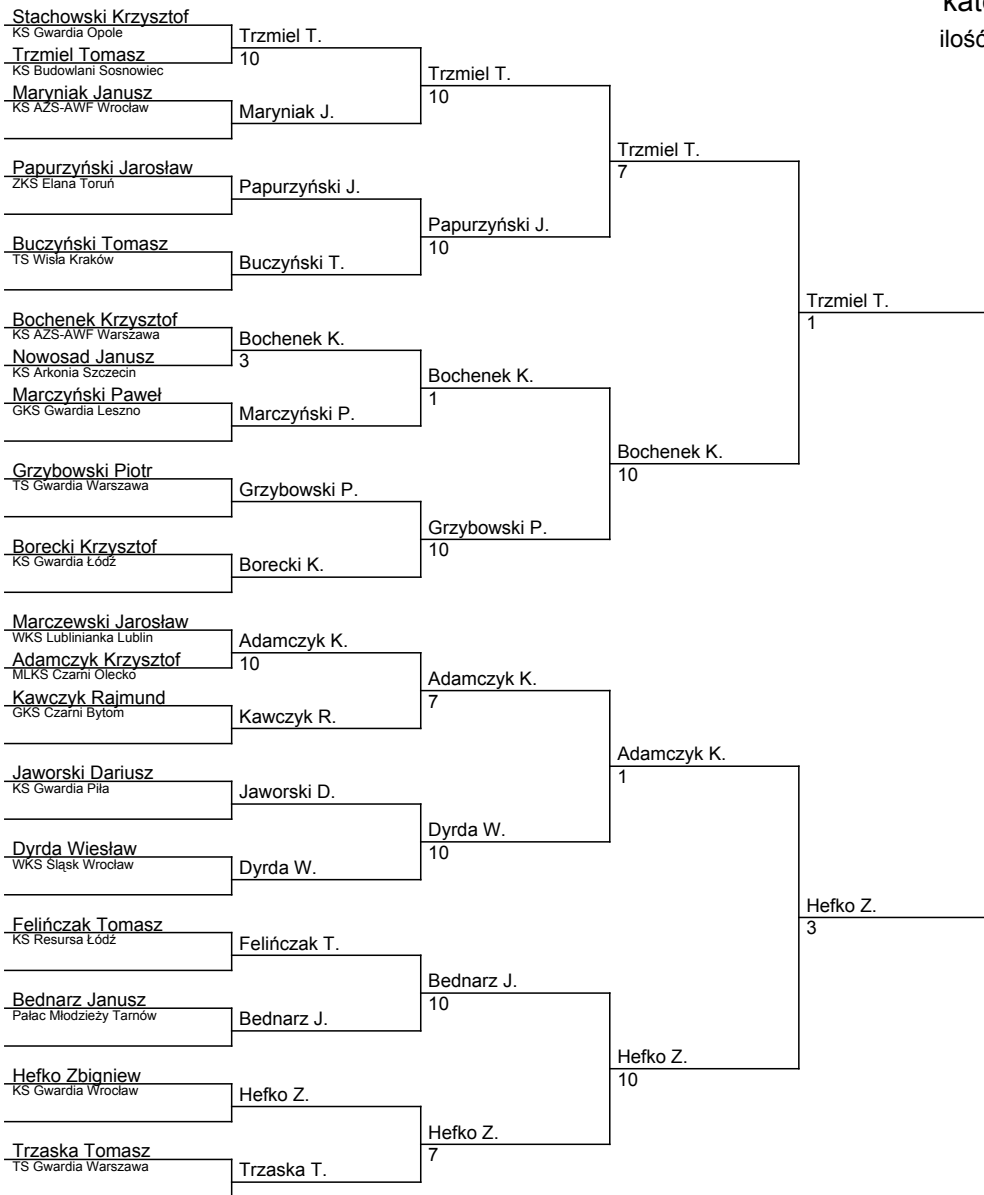 kat
ilość
Stachowski Krzysztof
KS Gwardia Opole
Trzmiel Tomasz
KS Budowlani Sosnowiec
Maryniak Janusz
KS AZS-AWF Wrocław
Papurzyński Jarosław
ZKS Elana Toruń
Buczyński Tomasz
TS Wisła Kraków
Bochenek Krzysztof
KS AZS-AWF Warszawa
Nowosad Janusz
KS Arkonia Szczecin
Marczyński Paweł
GKS Gwardia Leszno
Grzybowski Piotr
TS Gwardia Warszawa
Borecki Krzysztof
KS Gwardia Łódź
Marczewski Jarosław
WKS Lublinianka Lublin
Adamczyk Krzysztof
MLKS Czarni Olecko
Kawczyk Rajmund
GKS Czarni Bytom
Jaworski Dariusz
KS Gwardia Piła
Dyrda Wiesław
WKS Śląsk Wrocław
Felińczak Tomasz
KS Resursa Łódź
Bednarz Janusz
Pałac Młodzieży Tarnów
Hefko Zbigniew
KS Gwardia Wrocław
Trzaska Tomasz
TS Gwardia Warszawa
Trzmiel T.
10
Maryniak J.
Papurzyński J.
Buczyński T.
Bochenek K.
3
Marczyński P.
Grzybowski P.
Borecki K.
Adamczyk K.
10
Kawczyk R.
Jaworski D.
Dyrda W.
Felińczak T.
Bednarz J.
Hefko Z.
Trzaska T.
Trzmiel T.
10
Papurzyński J.
10
Bochenek K.
1
Grzybowski P.
10
Adamczyk K.
7
Dyrda W.
10
Bednarz J.
10
Hefko Z.
7
Trzmiel T.
7
Bochenek K.
10
Adamczyk K.
1
Hefko Z.
10
Trzmiel T.
1
Hefko Z.
3